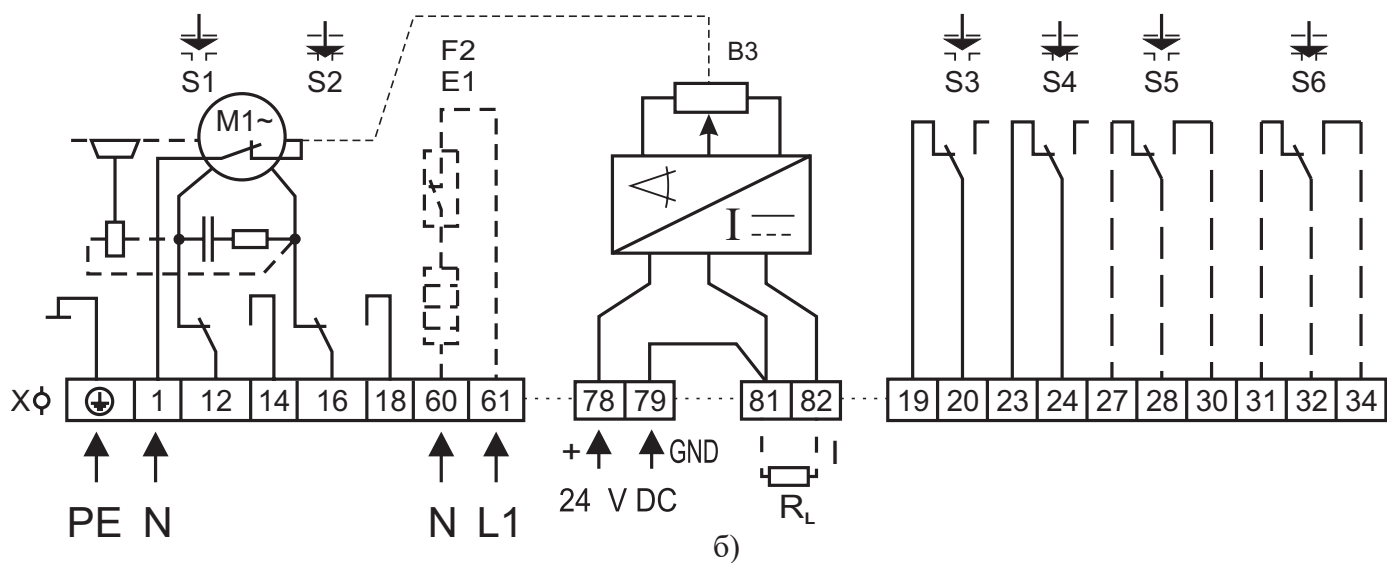 S1 S2 F2 B3 S3 S4 S5 S6
E1
M1~
I
X 1 12 14 16 18 60 61 78 79 81 82 19 20 23 24 27 28 30 31 32 34
+ GND I
24 V DC
PE N N L1 RL
б)